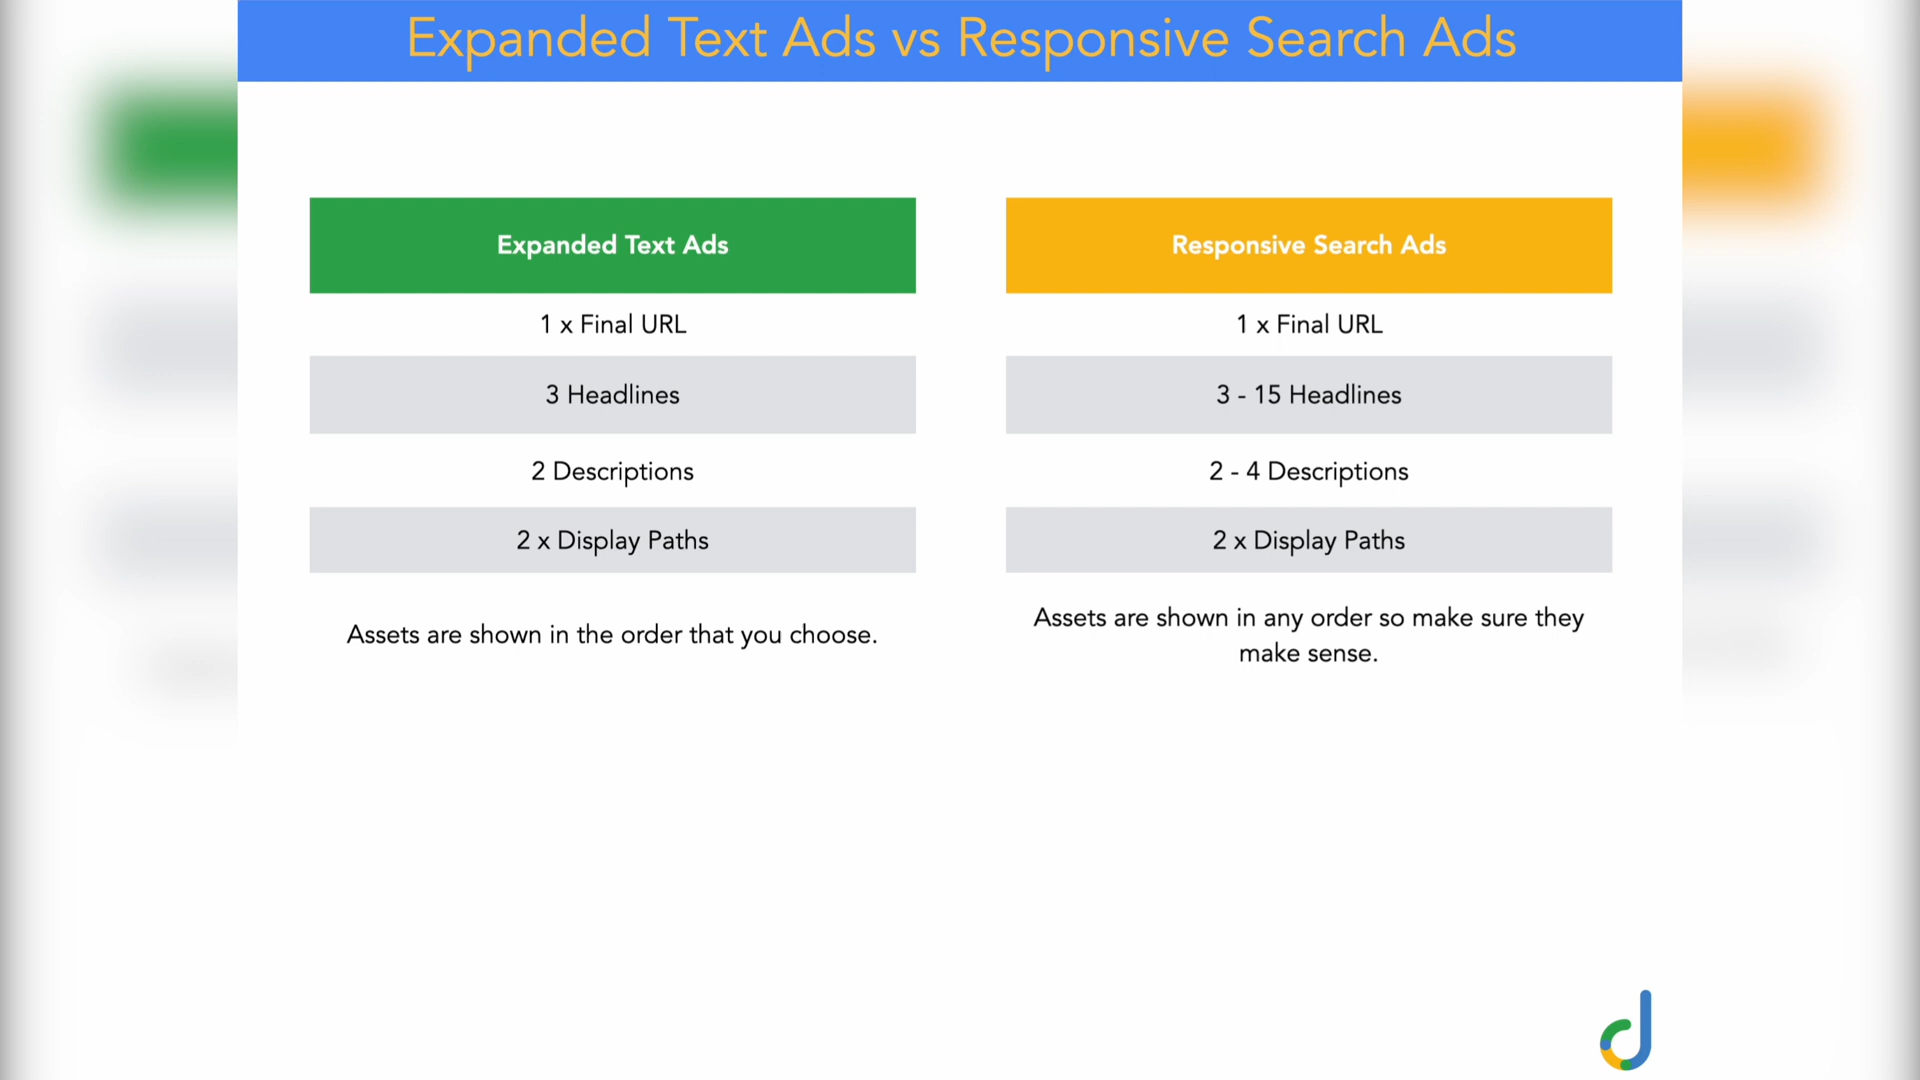 Expanded Text Ads vs Responsive Search Ads
Expanded Text Ads
1 x Final URL
3 Headlines
2 Descriptions
2 x Display Paths
Assets are shown in the order that you choose.
Responsive Search Ads
1 x Final URL
3 - 15 Headlines
2 - 4 Descriptions
2 x Display Paths
Assets are shown in any order so make sure they
make sense.